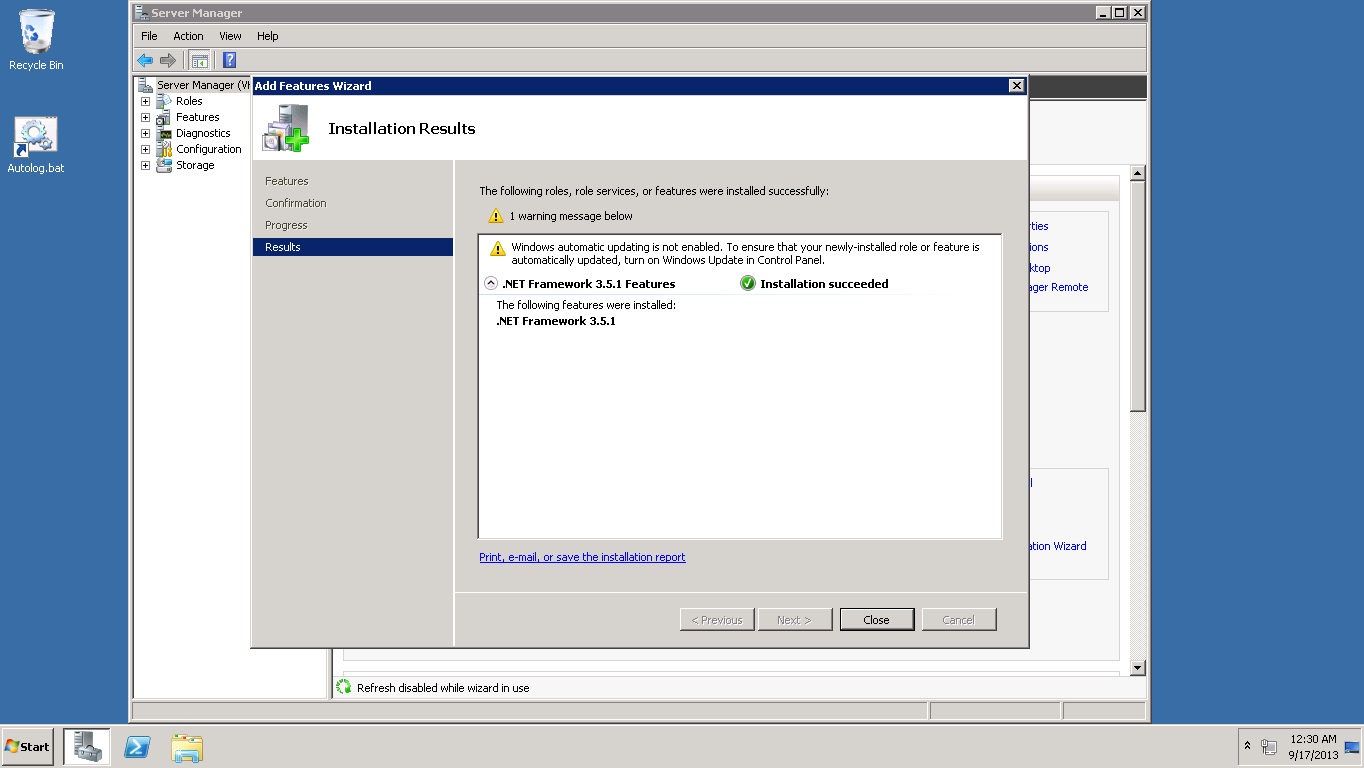 Recycle Bin
Autolog.bat
Server Manager
File Action View Help
Server Manager (
Roles
Features
Diagnostics
Configuration
Storage
Add Features Wizard
Installation Results
Features
Confirmation
Progress
Results
The following roles, role services, or features were installed successfully:
1 warning message below
Windows automatic updating is not enabled. To ensure that your newly-installed role or feature is
automatically updated, turn on Windows Update in Control Panel.
.NET Framework 3.5.1 Features Installation succeeded
The following features were installed:
.NET Framework 3.5.1
Print, e-mail, or save the installation report
< Previous Next > Close Cancel
Remote
Wizard
Refresh disabled while wizard in use
Start
12:30 AM
9/17/2013